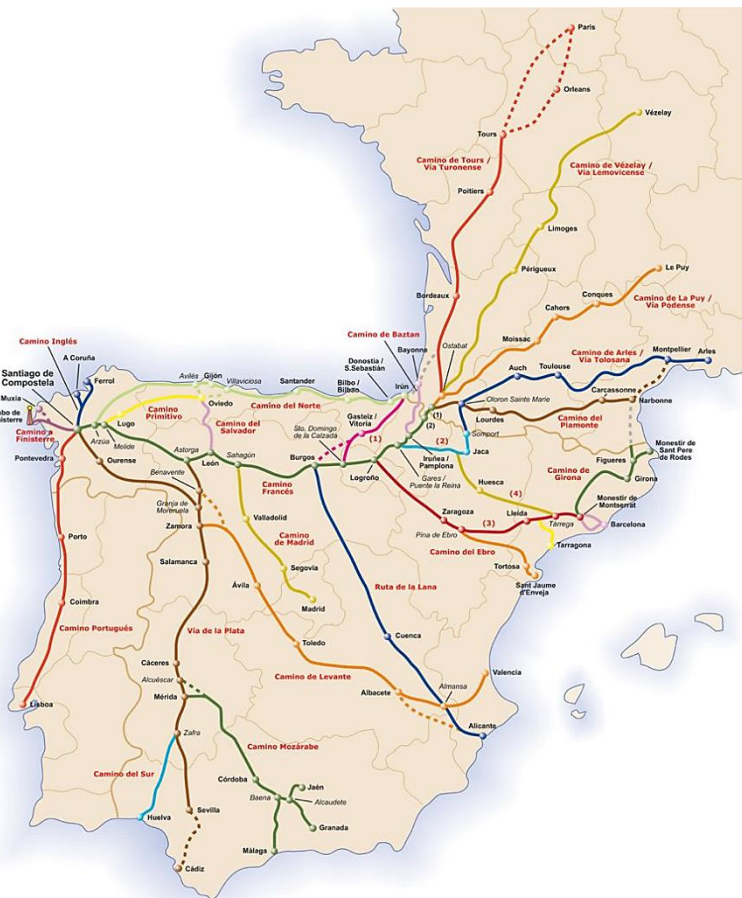 Paris
Orleans
Vézelay
Tours
Camino de Tours /
Vía Turonense
Camino de Vézelay /
Vía Lemovicense
Poitiers
Limoges
Périgueux
Le Puy
Conques
Bordeaux
Cahors
Camino de La Puy /
Vía Podense
Camino Inglés
Camino de Baztan
Moissac
A Coruña
Bayonne
Ostabat
Camino de Arles /
Vía Tolosana
Montpellier
Arles
Santiago de
Compostela
Ferrol
Avilés
Gijón
Villaviciosa
Santander
Donostia /
S.Sebastián
Bilbo /
Bilbao
Irún
Auch
Toulouse
Muxia
Carcassonne
Narbonne
Oloron Sainte Marie
Camino a
Finisterre
Lugo
Camino
Primitivo
Oviedo
Camino del Norte
Camino del
Salvador
Gasteiz /
Vitoria
(1)
(1)
(2)
Somport
Camino del
Piamonte
Arzúa
Melide
Sto. Domingo
de la Calzada
(2)
Jaca
Monestir de
Sant Pere
de Rodes
Pontevedra
Ourense
Astorga
León
Sahagún
Burgos
Iruñea /
Pamplona
Figueres
Benavente
Camino
Francés
Logroño
Gares /
Puente la Reina
Huesca
Camino de
Girona
Girona
Granja de
Moreruela
(4)
Monestir de
Montserrat
Zamora
Valladolid
Zaragoza
Lleida
(3)
Tàrrega
Barcelona
Porto
Camino
de Madrid
Pina de Ebro
Camino del Ebro
Tarragona
Salamanca
Segovia
Tortosa
Ávila
Madrid
Ruta de la Lana
Sant Jaume
d'Enveja
Coimbra
Camino Portugués
Vía de la Plata
Toledo
Cuenca
Cáceres
Camino de Levante
Valencia
Alcuéscar
Albacete
Almansa
Mérida
Lisboa
Zafra
Alicante
Camino Mozárabe
Camino del Sur
Córdoba
Jaén
Baena
Alcaudete
Huelva
Sevilla
Granada
Málaga
Cádiz